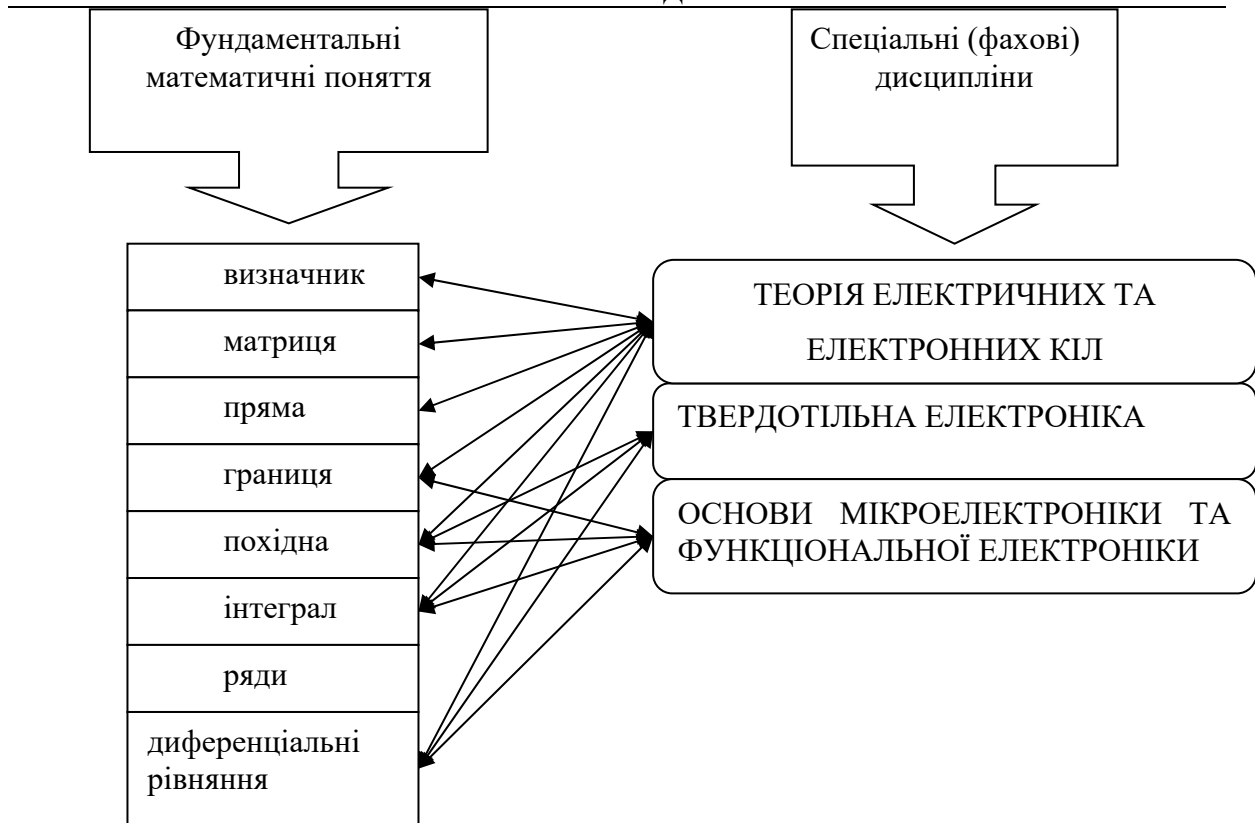 Фундаментальні
математичні поняття
Спеціальні (фахові)
дисципліни
визначник
матриця
пряма
границя
похідна
інтеграл
ряди
диференціальні
рівняння
ТЕОРІЯ ЕЛЕКТРИЧНИХ ТА
ЕЛЕКТРОННИХ КІЛ
ТВЕРДОТІЛЬНА ЕЛЕКТРОНІКА
ОСНОВИ МІКРОЕЛЕКТРОНІКИ ТА
ФУНКЦІОНАЛЬНОЇ ЕЛЕКТРОНІКИ